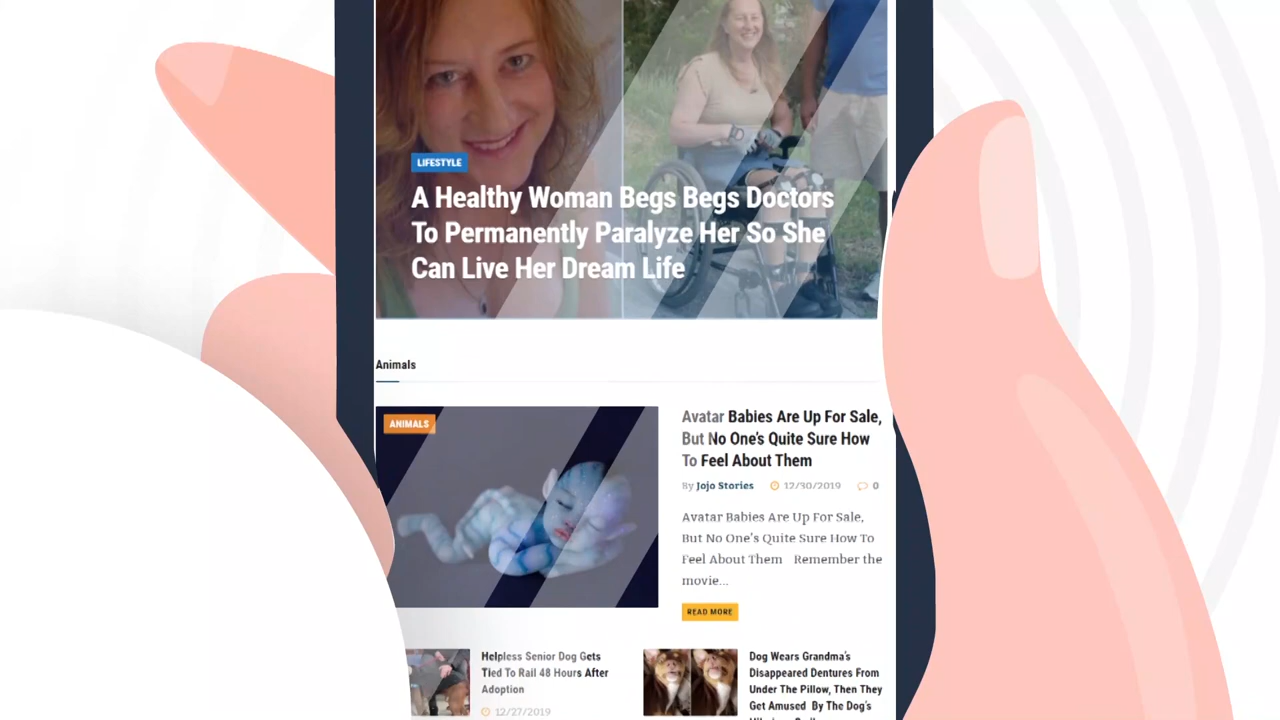 LIFESTYLE
A Healthy Woman Begs Begs Doctors
To Permanently Paralyze Her So She
Can Live Her Dream Life
Animals
ANIMALS
Avatar Babies Are Up For Sale,
But No One's Quite Sure How
To Feel About Them
By Jojo Stories 12/30/2019 0
Avatar Babies Are Up For Sale,
But No One's Quite Sure How To
Feel About Them Remember the
movie...
READ MORE
Helpless Senior Dog Gets
Tied To Rail 48 Hours After
Adoption
12/27/2019
Dog Wears Grandma's
Disappeared Dentures From
Under The Pillow, Then They
Get Amused By The Dog's